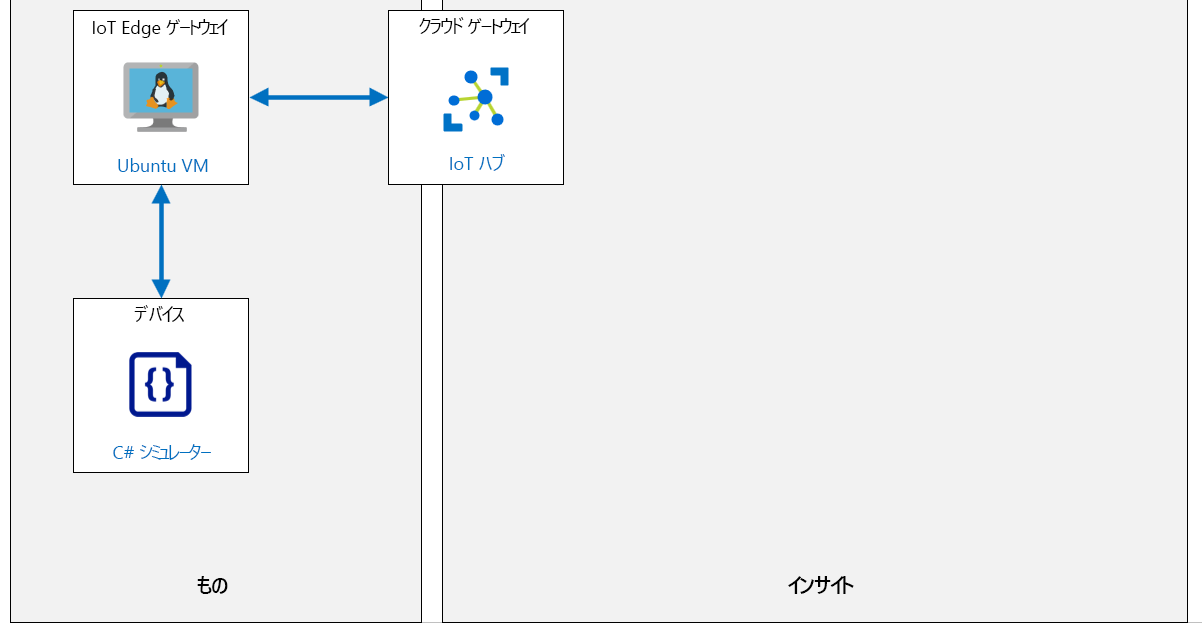 IoT Edge ゲートウェイ
Ubuntu VM
クラウド ゲートウェイ
IoT ハブ
デバイス
{}
C# シミュレーター
もの
インサイト